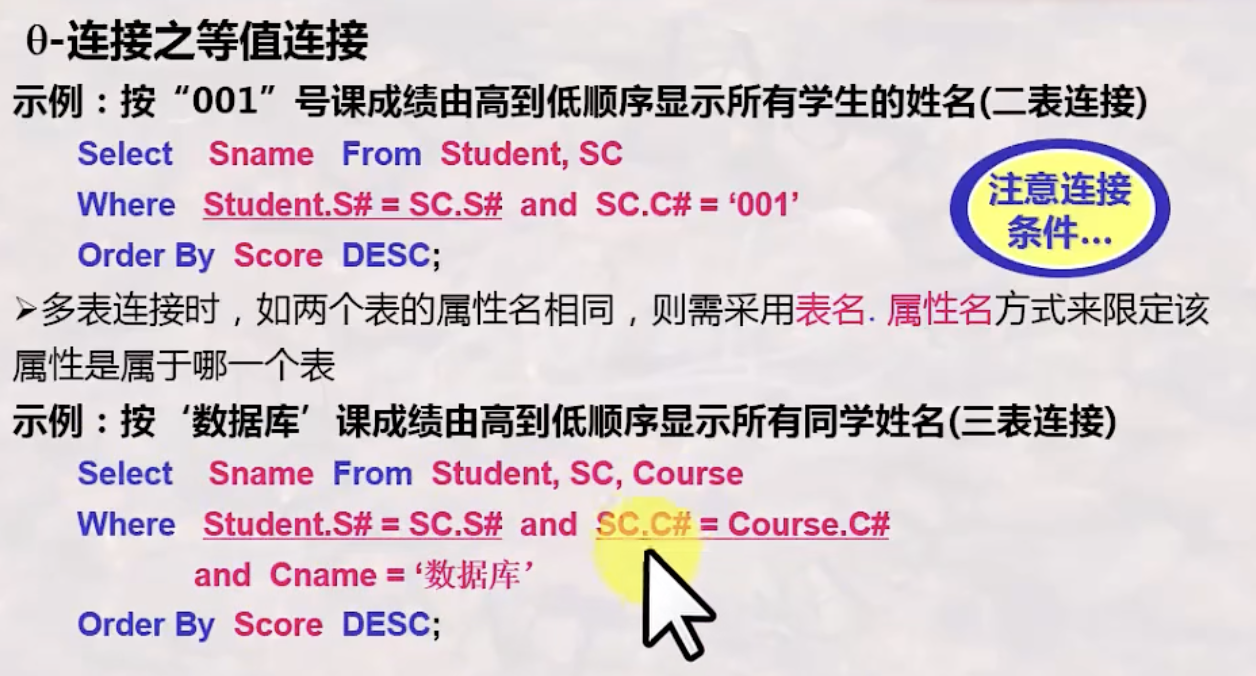 θ-连接之等值连接
示例：按“001”号课成绩由高到低顺序显示所有学生的姓名(二表连接)
Select Sname From Student, SC
Where Student.S# = SC.S# and SC.C# = ‘001’
Order By Score DESC;
注意连接
条件...
➢多表连接时，如两个表的属性名相同，则需采用表名. 属性名方式来限定该
属性是属于哪一个表
示例：按‘数据库’课成绩由高到低顺序显示所有同学姓名(三表连接)
Select Sname From Student, SC, Course
Where Student.S# = SC.S# and SC.C# = Course.C#
and Cname = ‘数据库’
Order By Score DESC;